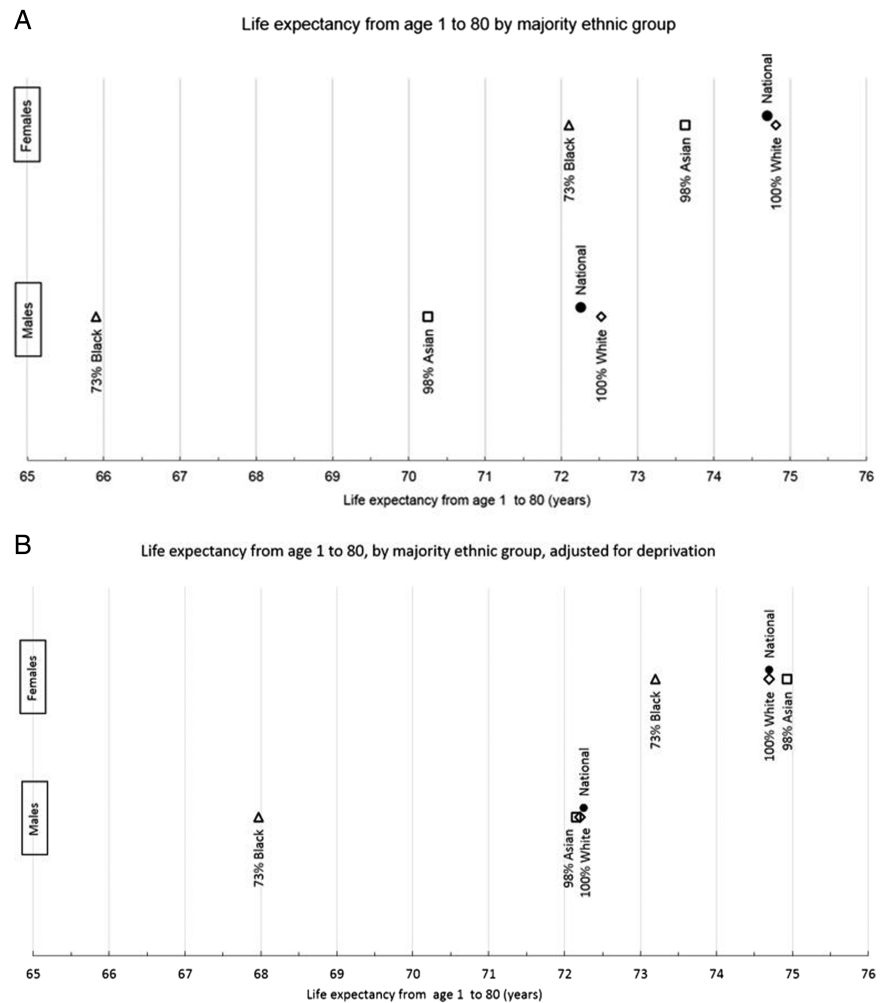 A
Life expectancy from age 1 to 80 by majority ethnic group
Females
73% Black
98% Asian
National
100% White
Males
73% Black
98% Asian
National
100% White
65 66 67 68 69 70 71 72 73 74 75 76
Life expectancy from age 1 to 80 (years)
B
Life expectancy from age 1 to 80, by majority ethnic group, adjusted for deprivation
Females
73% Black
National
100% White
98% Asian
Males
73% Black
98% Asian
National
100% White
65 66 67 68 69 70 71 72 73 74 75 76
Life expectancy from age 1 to 80 (years)